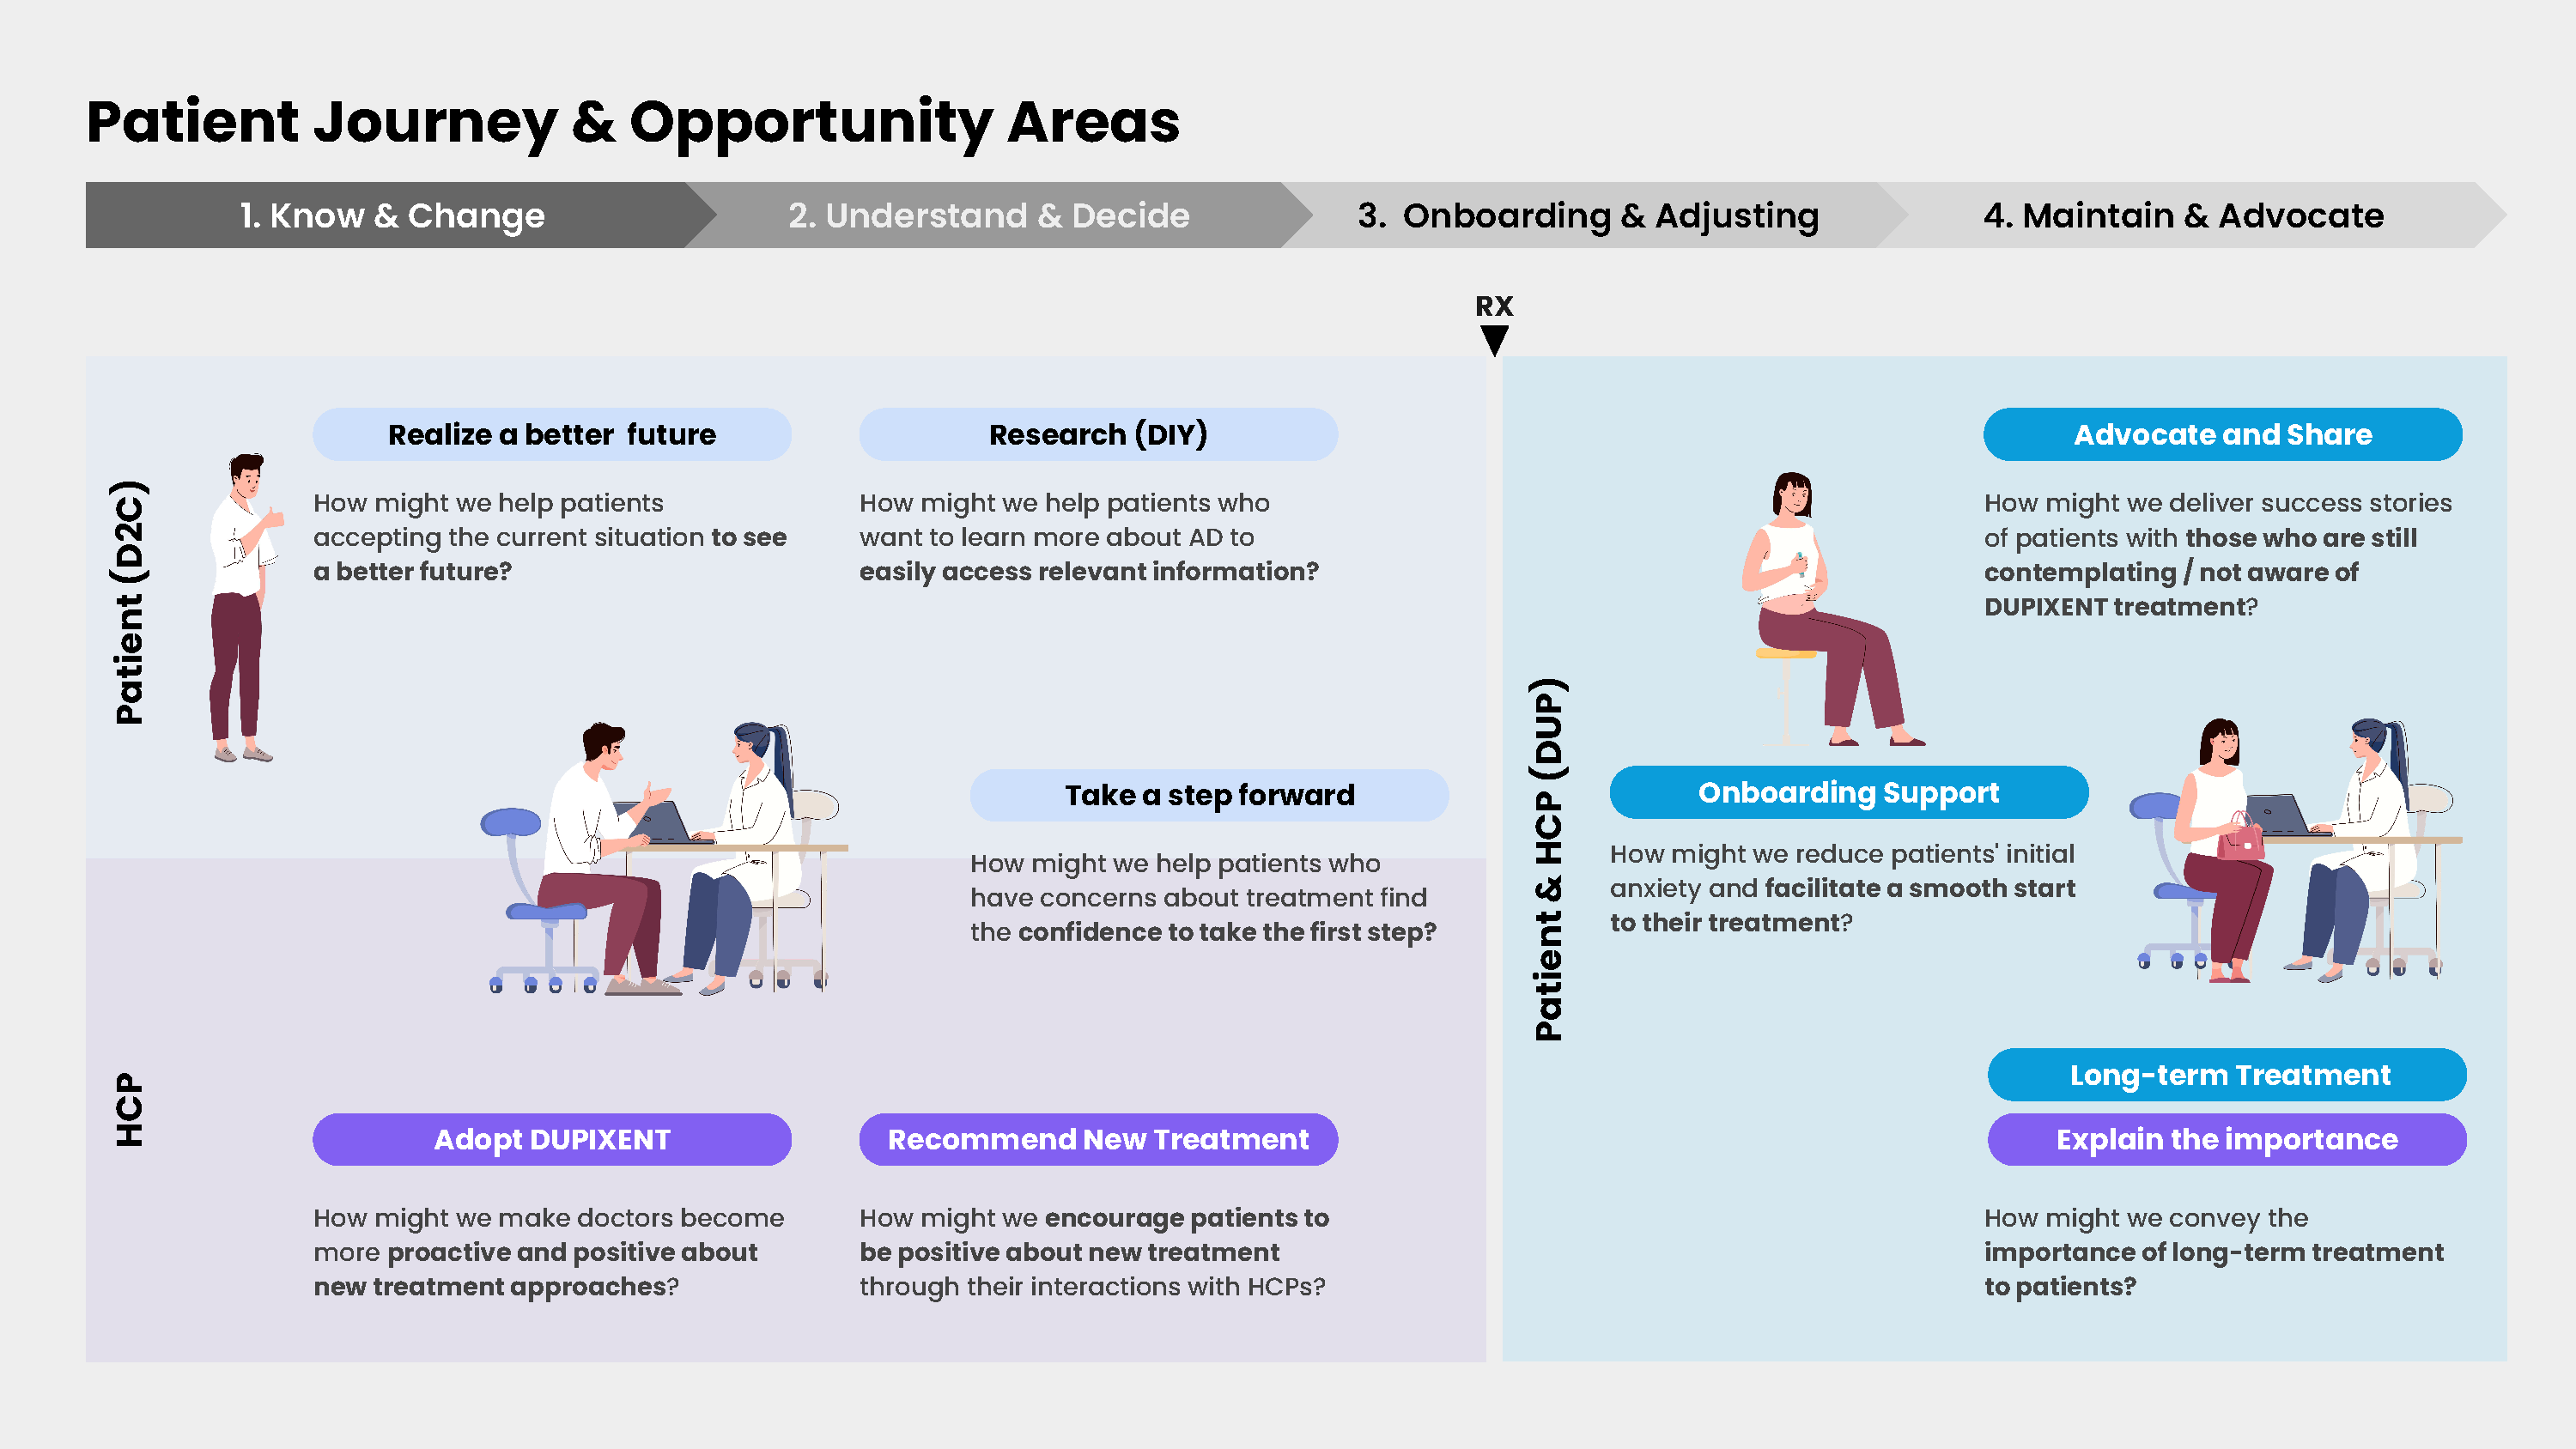 Patient Journey & Opportunity Areas
1. Know & Change
2. Understand & Decide
3. Onboarding & Adjusting
4. Maintain & Advocate
RX
Patient (D2C)
Realize a better future
How might we help patients
accepting the current situation to see
a better future?
Research (DIY)
How might we help patients who
want to learn more about AD to
easily access relevant information?
Take a step forward
How might we help patients who
have concerns about treatment find
the confidence to take the first step?
HCP
Adopt DUPIXENT
How might we make doctors become
more proactive and positive about
new treatment approaches?
Recommend New Treatment
How might we encourage patients to
be positive about new treatment
through their interactions with HCPs?
Patient & HCP (DUP)
Advocate and Share
How might we deliver success stories
of patients with those who are still
contemplating / not aware of
DUPIXENT treatment?
Onboarding Support
How might we reduce patients' initial
anxiety and facilitate a smooth start
to their treatment?
Long-term Treatment
Explain the importance
How might we convey the
importance of long-term treatment
to patients?